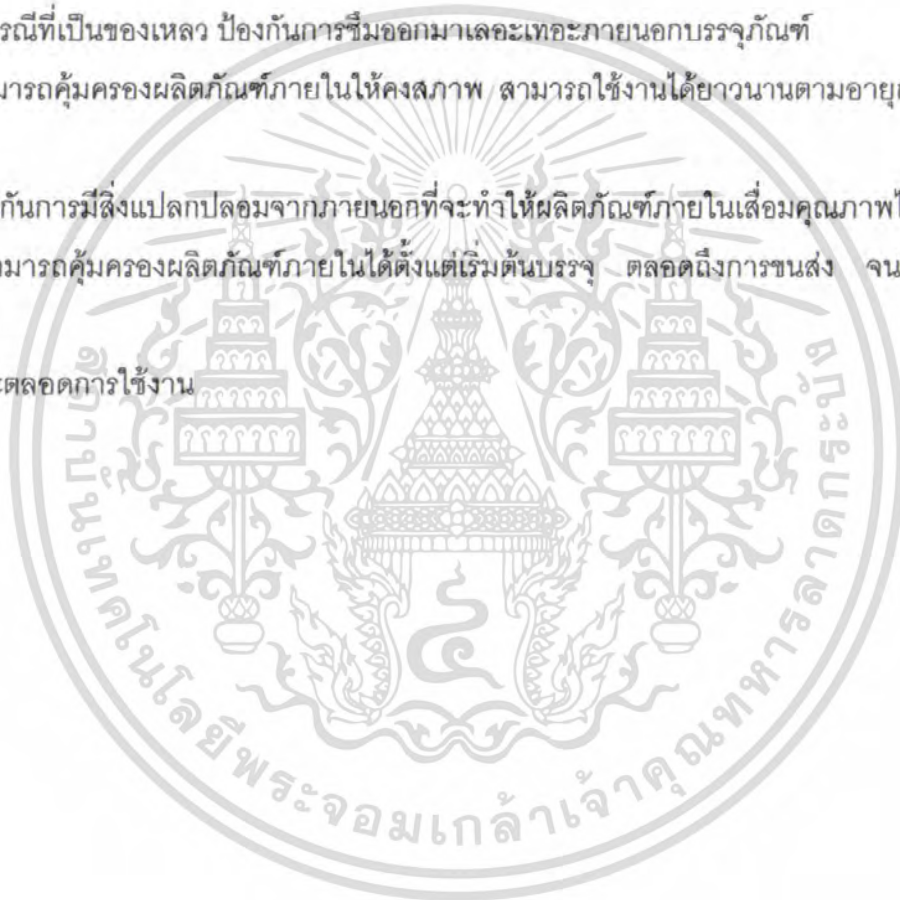 รณีที่เป็นของเหลว ป้องกันการซึมออกมาเลอะเทอะภายนอกบรรจุภัณฑ์
มารถคุ้มครองผลิตภัณฑ์ภายในให้คงสภาพ สามารถใช้งานได้ยาวนานตามอายุ
กันการมีสิ่งแปลกปลอมจากภายนอกที่จะทำให้ผลิตภัณฑ์ภายในเสื่อมคุณภาพ
ามารถคุ้มครองผลิตภัณฑ์ภายในได้ตั้งแต่เริ่มต้นบรรจุ ตลอดถึงการขนส่ง จน
ะตลอดการใช้งาน
สถาบันเทคโนโลยีพระจอมเกล้าเจ้าคุณทหารลาดกระบัง
๔